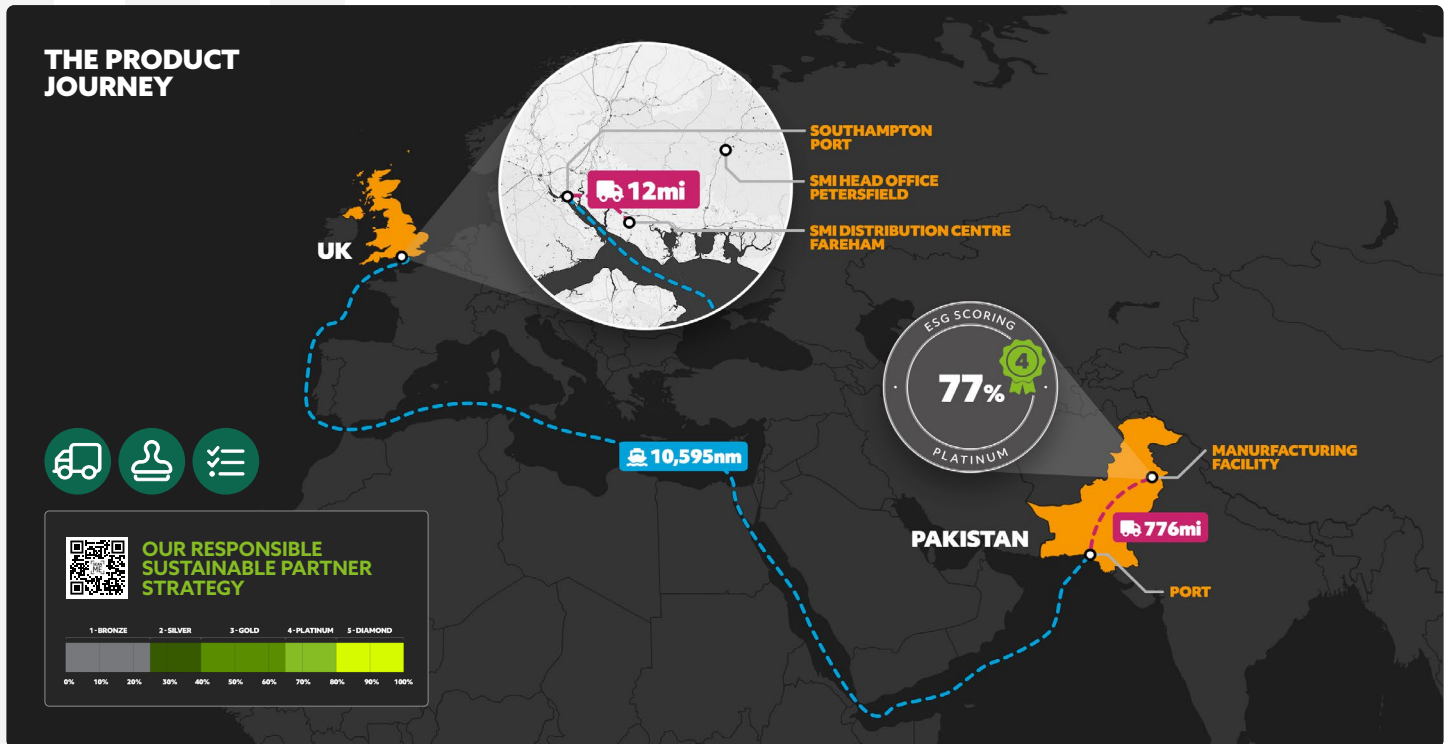 THE PRODUCT
JOURNEY
SOUTHAMPTON
PORT
12mi
SMI HEAD OFFICE
PETERSFIELD
SMI DISTRIBUTION CENTRE
FAREHAM
UK
ESG SCORING
4
77%
PLATINUM
10,595nm
MANURFACTURING
FACILITY
PAKISTAN
776mi
PORT
OUR RESPONSIBLE
SUSTAINABLE PARTNER
STRATEGY
1 - BRONZE 2 - SILVER 3 - GOLD 4 - PLATINUM 5 - DIAMOND
0% 10% 20% 30% 40% 50% 60% 70% 80% 90% 100%